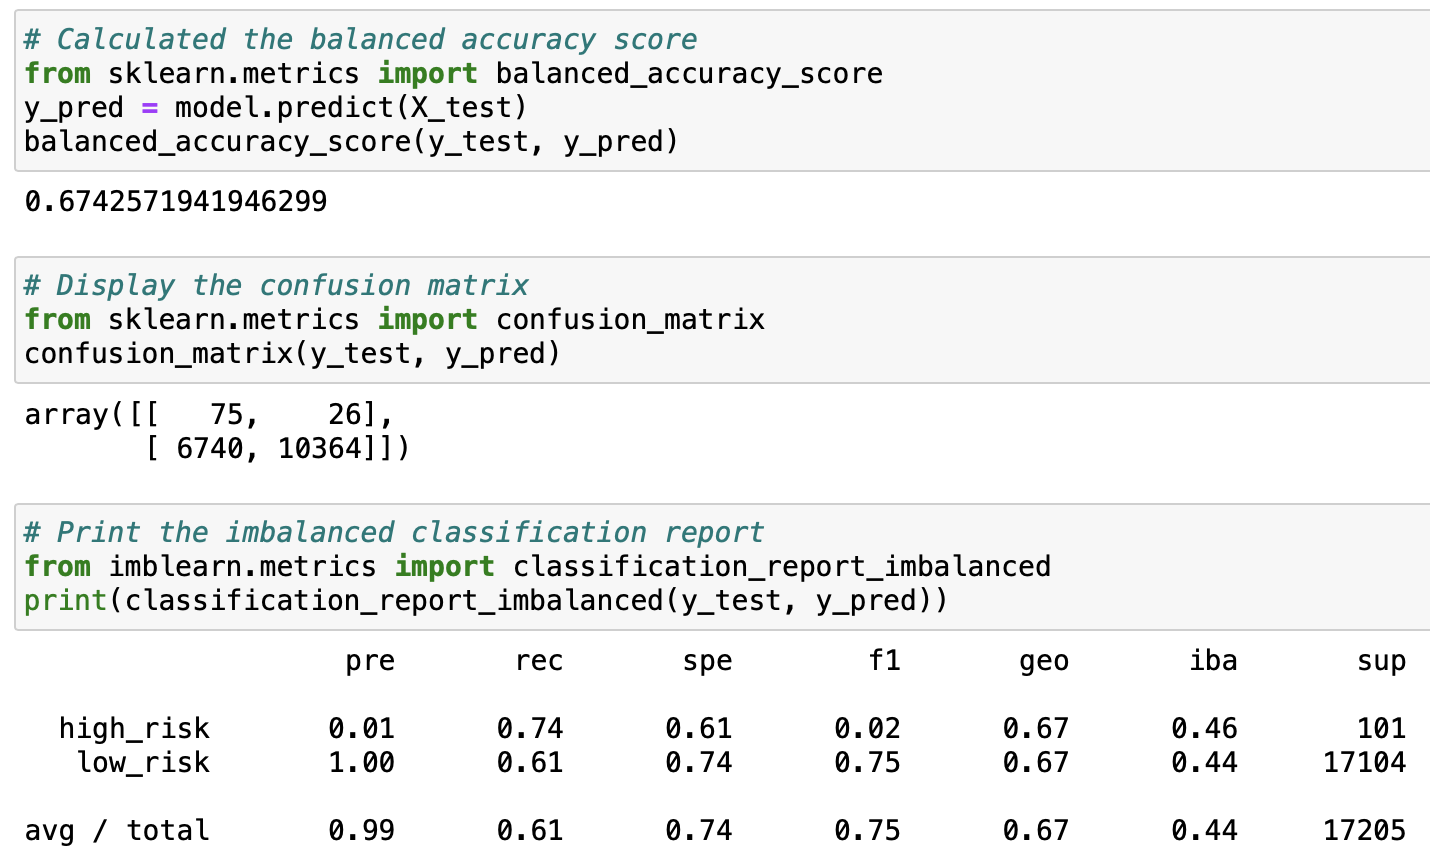 # Calculated the balanced accuracy score
from sklearn.metrics import balanced_accuracy_score
y_pred = model.predict(X_test)
balanced_accuracy_score(y_test, y_pred)
0.6742571941946299
# Display the confusion matrix
from sklearn.metrics import confusion_matrix
confusion_matrix(y_test, y_pred)
array([[   75,    26],
       [ 6740, 10364]])
# Print the imbalanced classification report
from imblearn.metrics import classification_report_imbalanced
print(classification_report_imbalanced(y_test, y_pred))
                   pre       rec       spe        f1       geo       iba       sup
  high_risk       0.01      0.74      0.61      0.02      0.67      0.46       101
   low_risk       1.00      0.61      0.74      0.75      0.67      0.44     17104
avg / total       0.99      0.61      0.74      0.75      0.67      0.44     17205